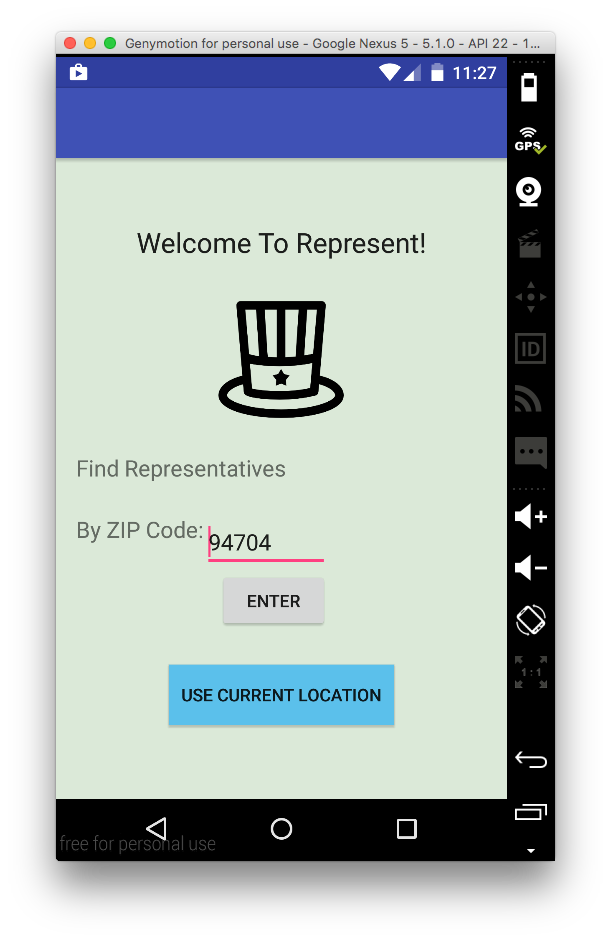 Genymotion for personal use - Google Nexus 5 - 5.1.0 - API 22 - 1...
11:27
GPS
Welcome To Represent!
ID
Find Representatives
By ZIP Code: 94704
ENTER
1:1
USE CURRENT LOCATION
free for personal use